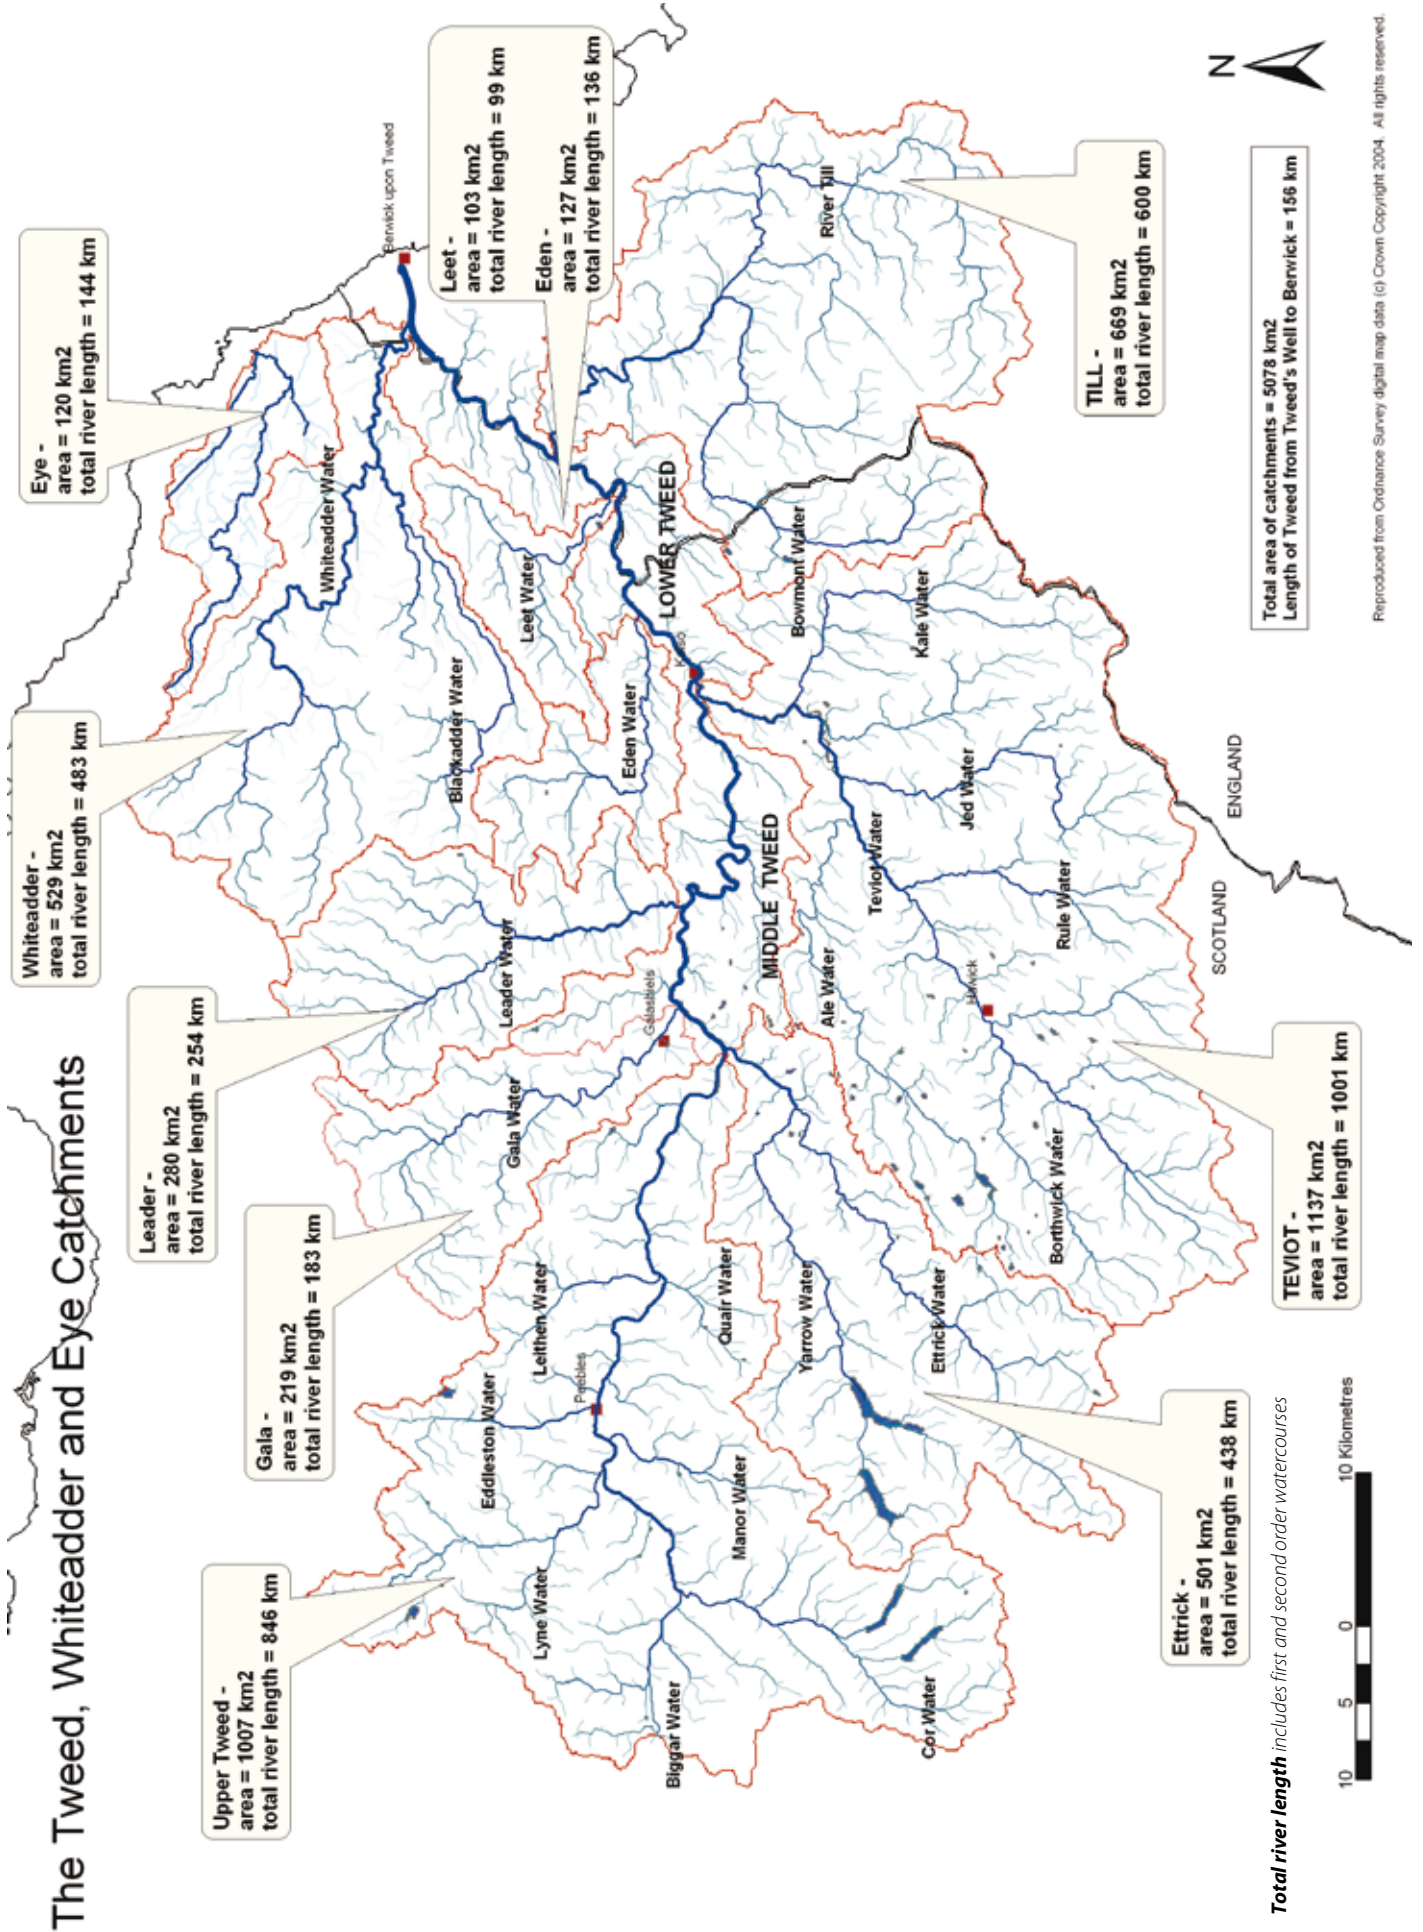 The Tweed, Whiteadder and Eye Catchments
Upper Tweed -
area = 1007 km2
total river length = 846 km
Gala -
area = 219 km2
total river length = 183 km
Leader -
area = 280 km2
total river length = 254 km
Whiteadder -
area = 529 km2
total river length = 483 km
Eye -
area = 120 km2
total river length = 144 km
Leet -
area = 103 km2
total river length = 99 km
Eden -
area = 127 km2
total river length = 136 km
Berwick upon Tweed
Whiteadder Water
Blackadder Water
Leet Water
Eden Water
LOWER TWEED
Kelso
Leader Water
Galashiels
MIDDLE TWEED
Gala Water
Leithen Water
Peebles
Eddleston Water
Lyne Water
Biggar Water
Manor Water
Quair Water
Cor Water
Yarrow Water
Ettrick Water
Borthwick Water
Hawick
Ale Water
Teviot Water
Rule Water
Jed Water
Kale Water
Bowmont Water
River Till
SCOTLAND
ENGLAND
TILL -
area = 669 km2
total river length = 600 km
TEVIOT -
area = 1137 km2
total river length = 1001 km
Ettrick -
area = 501 km2
total river length = 438 km
Total area of catchments = 5078 km2
Length of Tweed from Tweed's Well to Berwick = 156 km
N
Total river length includes first and second order watercourses
10 5 0 10 Kilometres
Reproduced from Ordnance Survey digital map data (c) Crown Copyright 2004. All rights reserved.